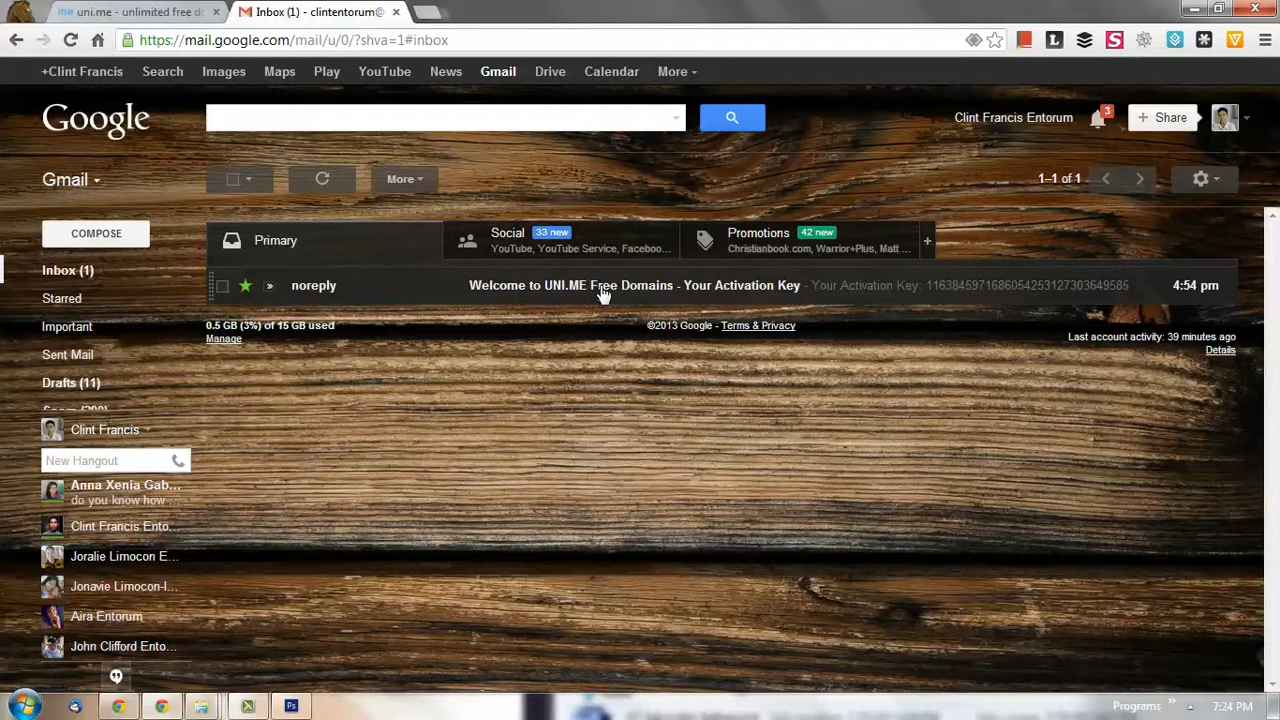 uni.me - unlimited free do
Inbox (1) - clintentorum@
https://mail.google.com/mail/u/0/?shva=1#inbox
+Clint Francis Search Images Maps Play YouTube News Gmail Drive Calendar More
Google
Clint Francis Entorum 3 + Share
Gmail
More
1–1 of 1
COMPOSE
Primary
Social 33 new
YouTube, YouTube Service, Faceboo...
Promotions 42 new
Christianbook.com, Warrior+Plus, Matt ...
+
Inbox (1)
noreply Welcome to UNI.ME Free Domains - Your Activation Key - Your Activation Key: 11638459716860542531273036495​85 4:54 pm
Starred
0.5 GB (3%) of 15 GB used
Manage
©2013 Google - Terms & Privacy
Last account activity: 39 minutes ago
Details
Important
Sent Mail
Drafts (11)
Clint Francis
New Hangout
Anna Xenia Gab...
do you know how
Clint Francis Ento...
Joralie Limocon E...
Jonavie Limocon-I...
Aira Entorum
John Clifford Ento...
Programs
7:24 PM